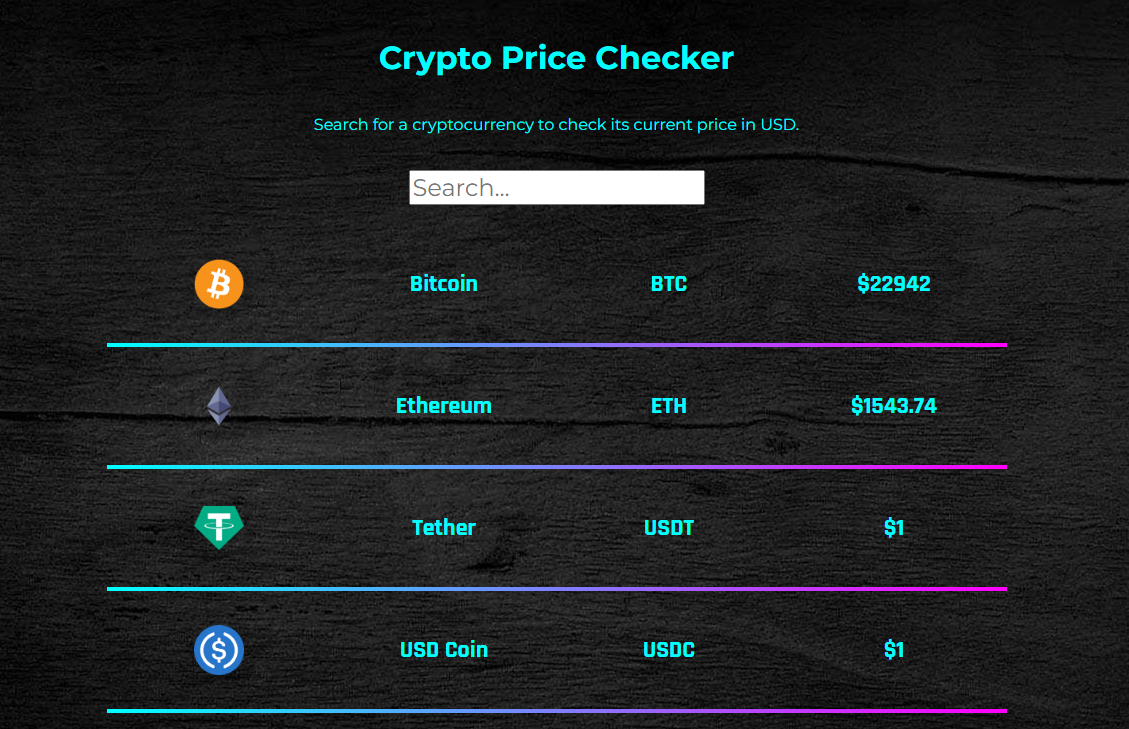 Crypto Price Checker
Search for a cryptocurrency to check its current price in USD.
Search...
Bitcoin BTC $22942
Ethereum ETH $1543.74
Tether USDT $1
USD Coin USDC $1